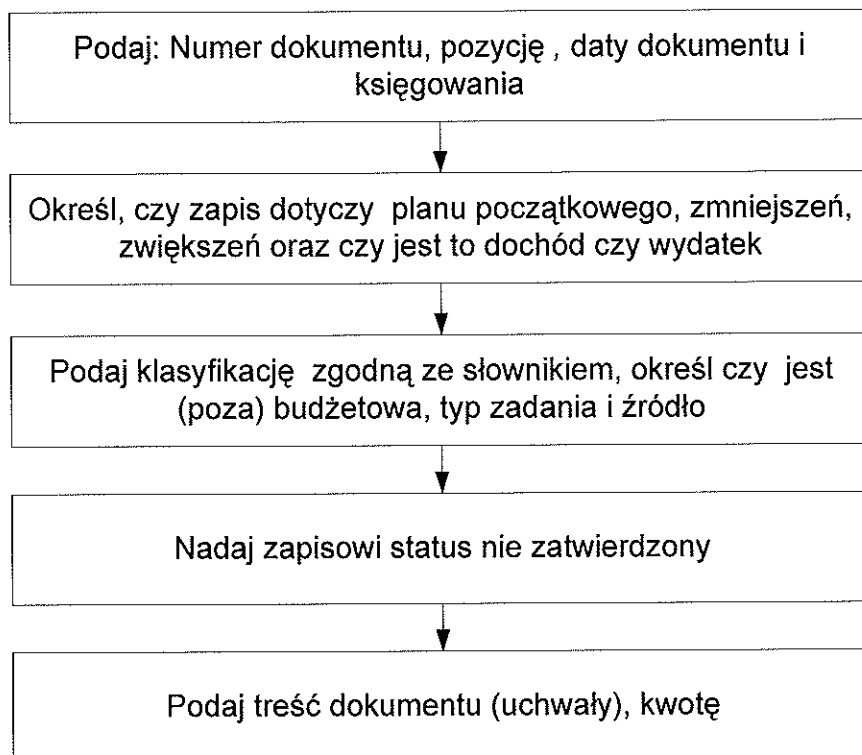 Podaj: Numer dokumentu, pozycję , daty dokumentu i
księgowania
Określ, czy zapis dotyczy planu początkowego, zmniejszeń,
zwiększeń oraz czy jest to dochód czy wydatek
Podaj klasyfikację zgodną ze słownikiem, określ czy jest
(poza) budżetowa, typ zadania i źródło
Nadaj zapisowi status nie zatwierdzony
Podaj treść dokumentu (uchwały), kwotę